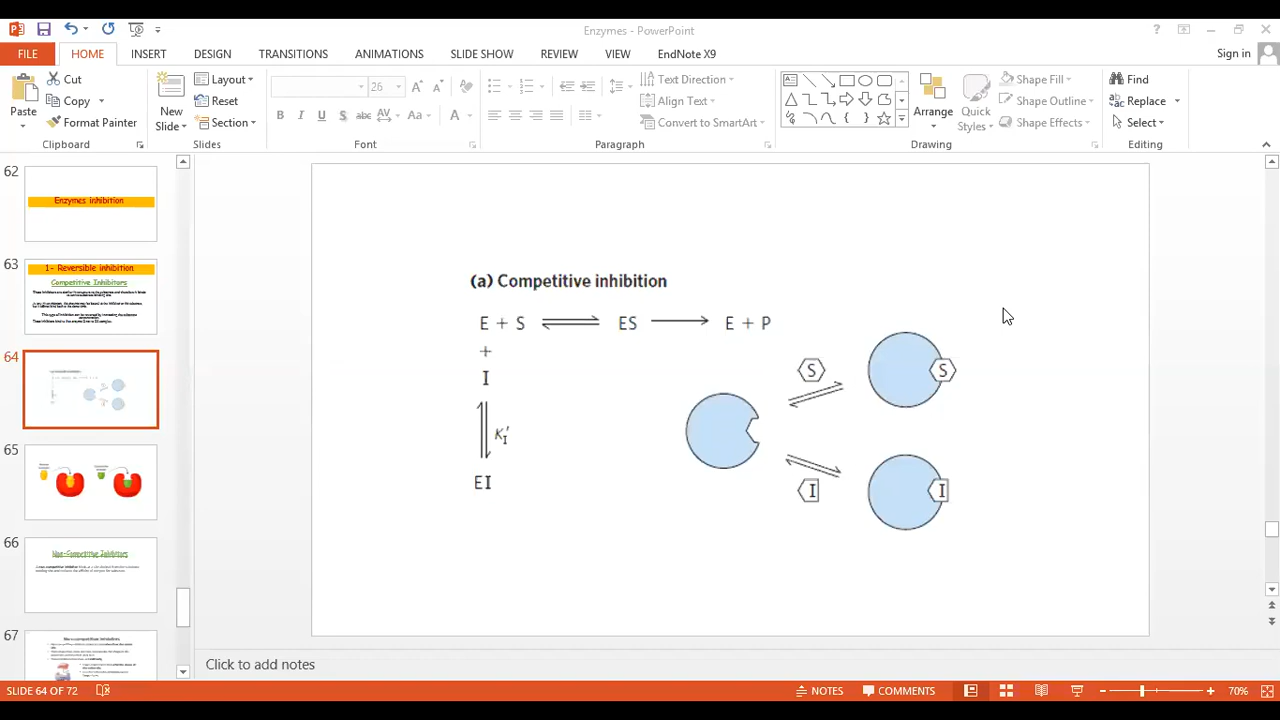 Enzymes - PowerPoint
FILE HOME INSERT DESIGN TRANSITIONS ANIMATIONS SLIDE SHOW REVIEW VIEW EndNote X9 Sign in
Paste Cut Copy Format Painter
Clipboard
New Slide Layout Reset Section
Slides
26
Font
Text Direction Align Text Convert to SmartArt
Paragraph
Arrange Quick Styles Shape Fill Shape Outline Shape Effects
Drawing
Find Replace Select
Editing
62
Enzymes inhibition
63
1- Reversible inhibition
Competitive Inhibitors
64
65
66
Non-Competitive Inhibitors
67
(a) Competitive inhibition
E + S ES E + P
+
I
K'I
EI
S S
I I
Click to add notes
SLIDE 64 OF 72 NOTES COMMENTS 70%